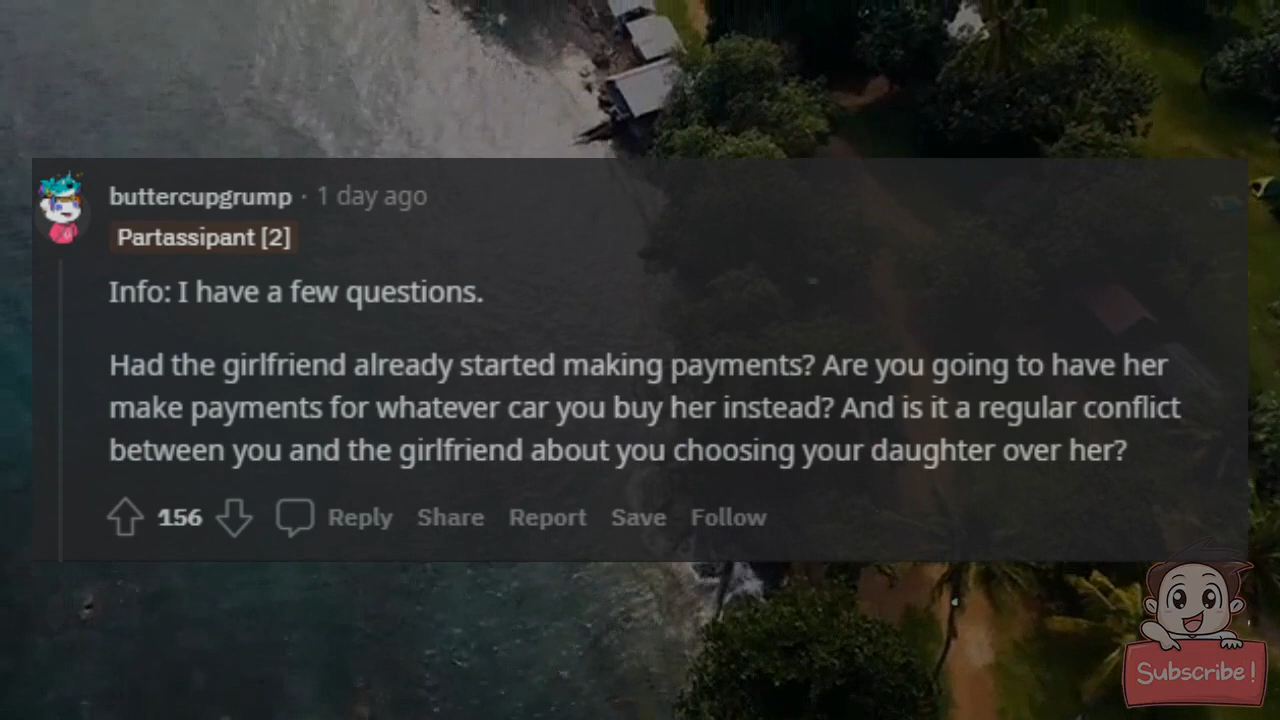 buttercupgrump · 1 day ago
Partassipant [2]
Info: I have a few questions.
Had the girlfriend already started making payments? Are you going to have her
make payments for whatever car you buy her instead? And is it a regular conflict
between you and the girlfriend about you choosing your daughter over her?
156 Reply Share Report Save Follow
Subscribe!